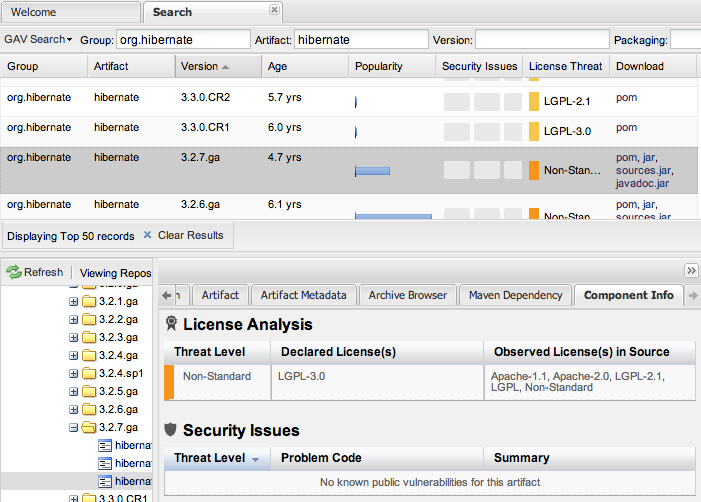 Welcome
Search
GAV Search Group: org.hibernate Artifact: hibernate Version: Packaging:
Group Artifact Version Age Popularity Security Issues License Threat Download
org.hibernate hibernate 3.3.0.CR2 5.7 yrs LGPL-2.1 pom
org.hibernate hibernate 3.3.0.CR1 6.0 yrs LGPL-3.0 pom
org.hibernate hibernate 3.2.7.ga 4.7 yrs Non-Stan... pom, jar,
sources.jar,
javadoc.jar
org.hibernate hibernate 3.2.6.ga 6.1 yrs Non-Stan... pom, jar,
sources.jar,
Displaying Top 50 records Clear Results
Refresh Viewing Repos
3.2.1.ga
3.2.2.ga
3.2.3.ga
3.2.4.ga
3.2.4.sp1
3.2.5.ga
3.2.6.ga
3.2.7.ga
hiberna
hiberna
hiberna
3.3.0.CR1
Artifact Artifact Metadata Archive Browser Maven Dependency Component Info
License Analysis
Threat Level Declared License(s) Observed License(s) in Source
Non-Standard LGPL-3.0 Apache-1.1, Apache-2.0, LGPL-2.1,
LGPL, Non-Standard
Security Issues
Threat Level Problem Code Summary
No known public vulnerabilities for this artifact